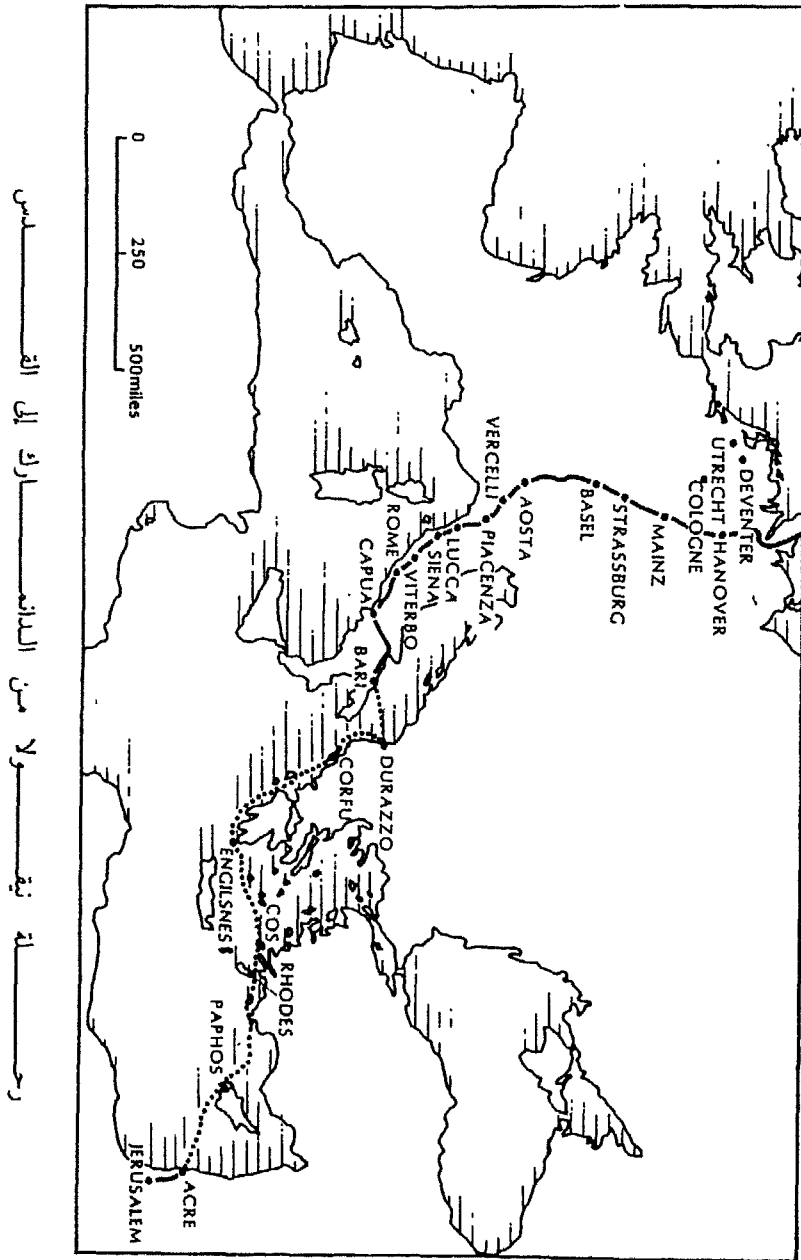 DEVENTER
UTRECHT
HANOVER
COLOGNE
MAINZ
STRASSBURG
BASEL
AOSTA
VERCELLI
PIACENZA
LUCCA
SIENA
VITERBO
ROME
CAPUA
BARI
DURAZZO
CORFU
ENGILSNES
COS
RHODES
PAPHOS
ACRE
JERUSALEM
0 250 500miles
رحلة نيقولا من الدانمارك إلى القدس